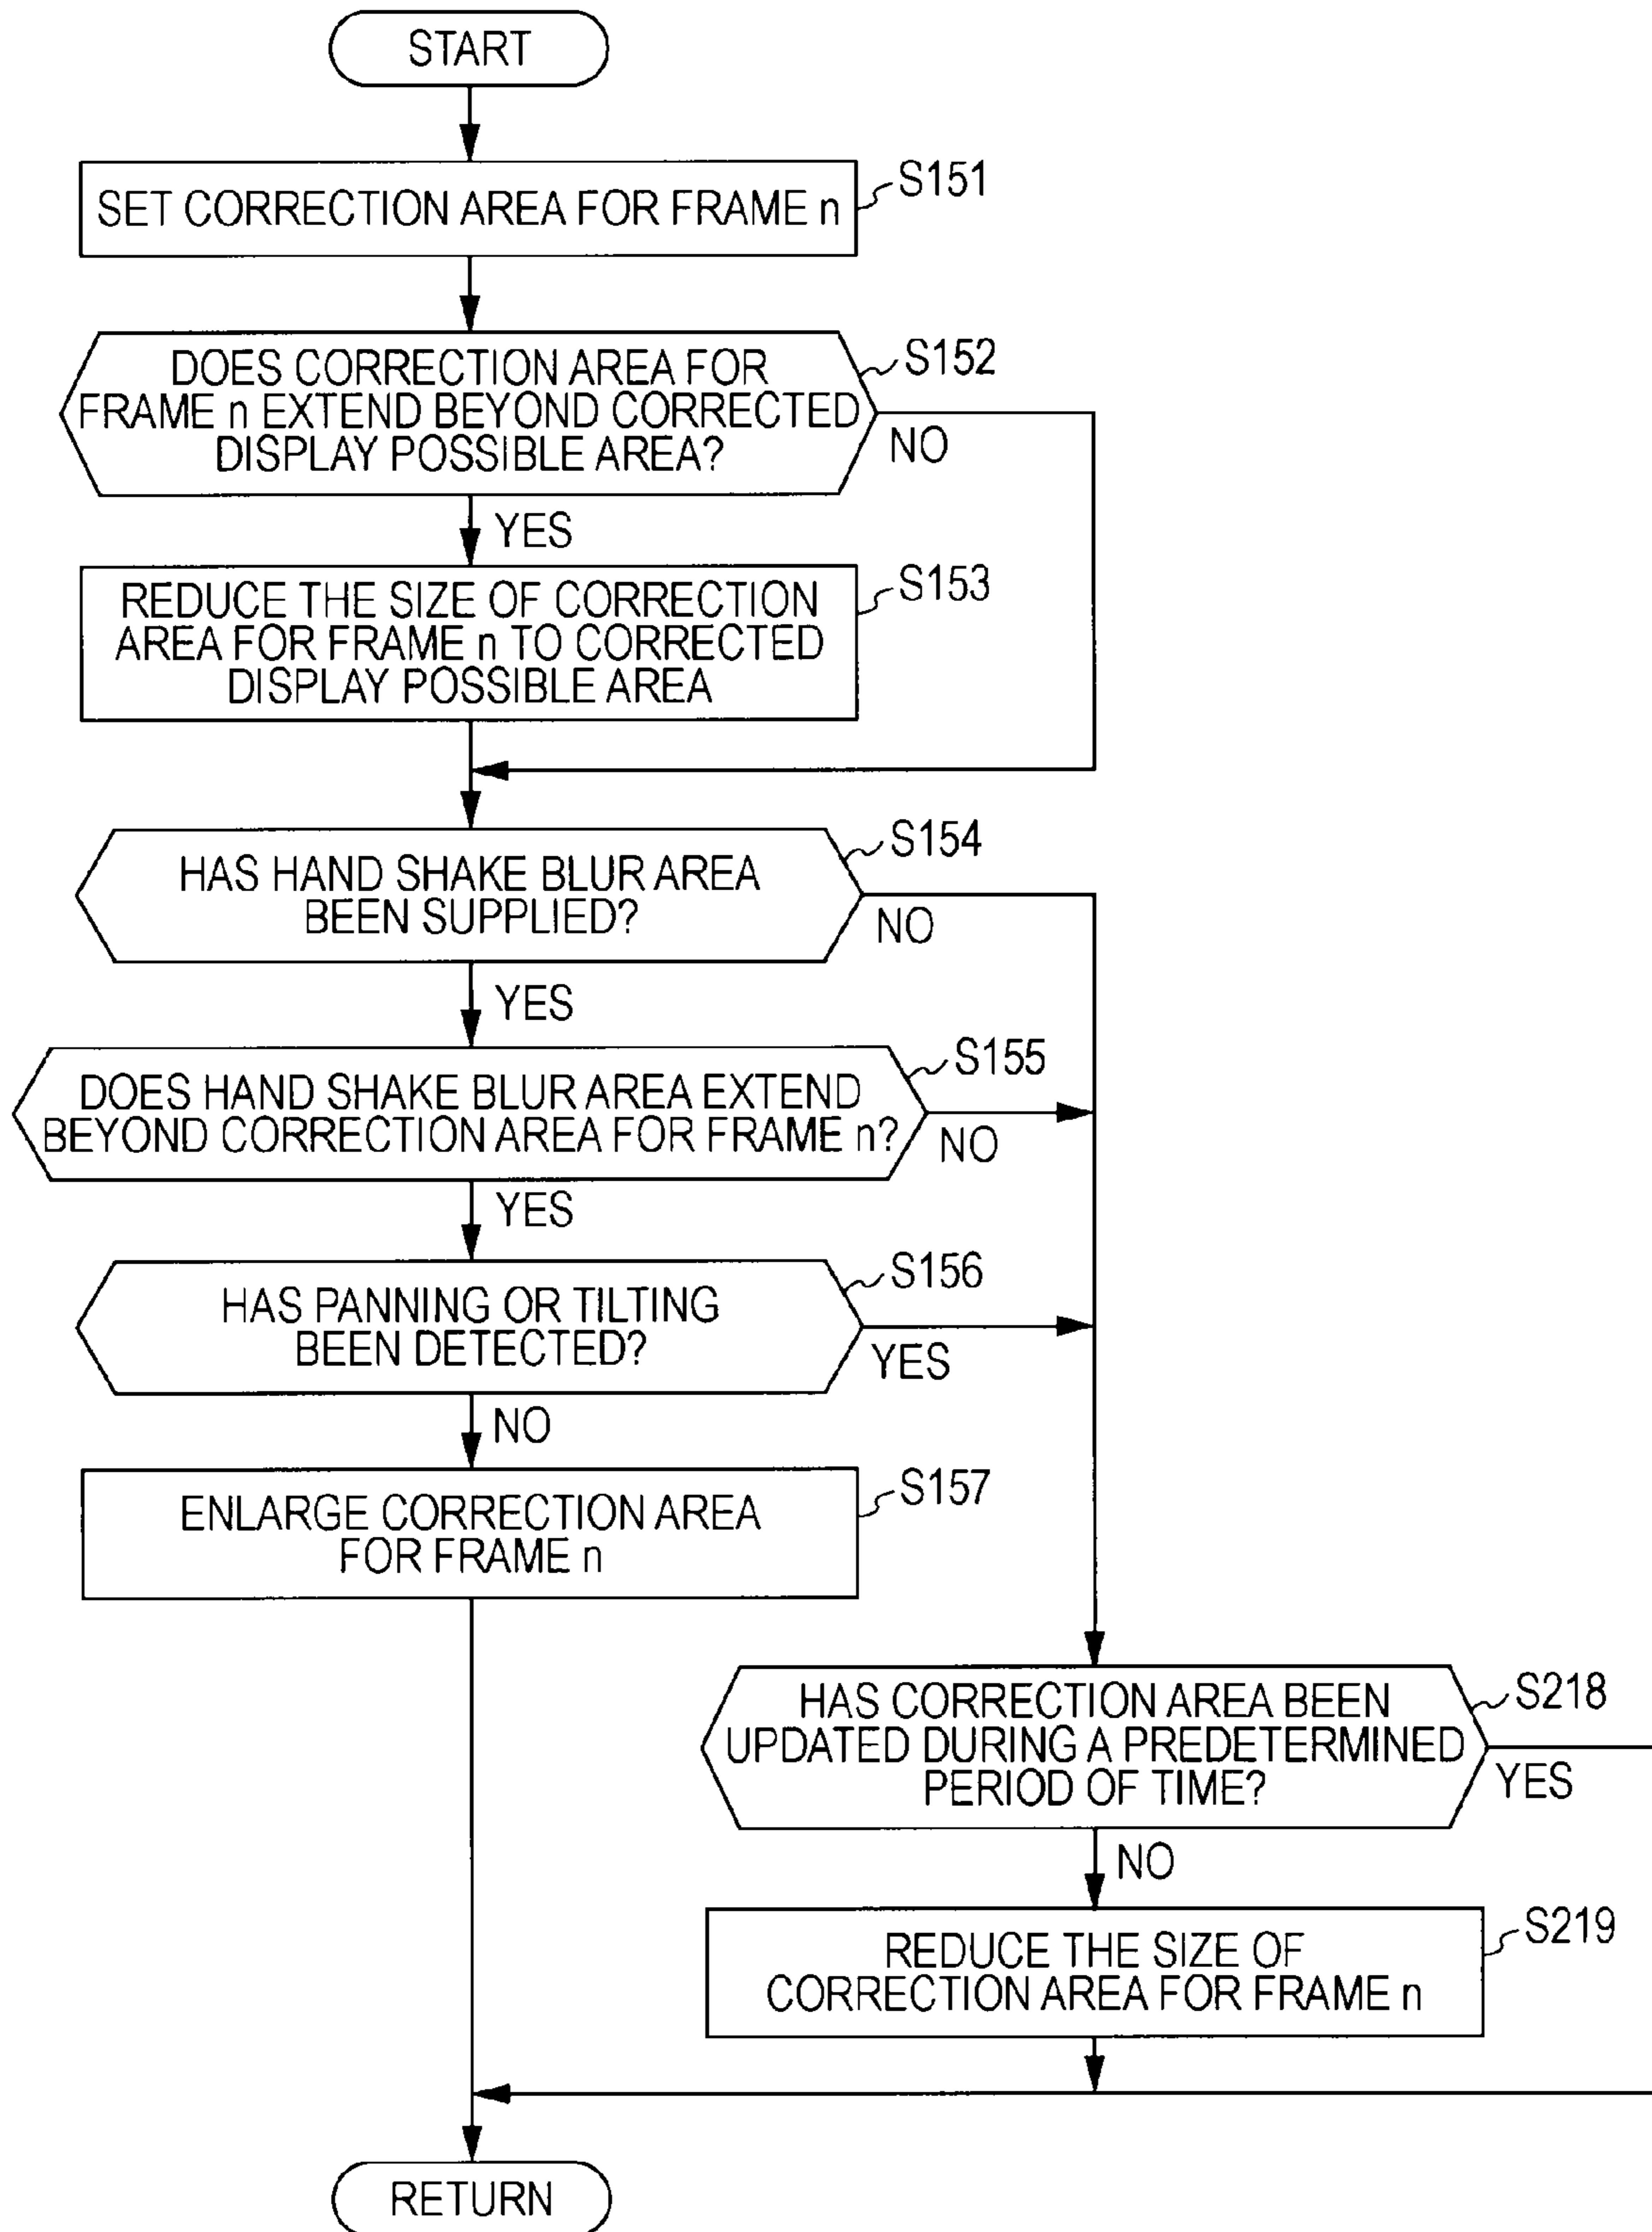 START
SET CORRECTION AREA FOR FRAME n
S151
DOES CORRECTION AREA FOR
FRAME n EXTEND BEYOND CORRECTED
DISPLAY POSSIBLE AREA?
S152
NO
YES
REDUCE THE SIZE OF CORRECTION
AREA FOR FRAME n TO CORRECTED
DISPLAY POSSIBLE AREA
S153
HAS HAND SHAKE BLUR AREA
BEEN SUPPLIED?
S154
NO
YES
DOES HAND SHAKE BLUR AREA EXTEND
BEYOND CORRECTION AREA FOR FRAME n?
S155
NO
YES
HAS PANNING OR TILTING
BEEN DETECTED?
S156
YES
NO
ENLARGE CORRECTION AREA
FOR FRAME n
S157
HAS CORRECTION AREA BEEN
UPDATED DURING A PREDETERMINED
PERIOD OF TIME?
S218
YES
NO
REDUCE THE SIZE OF
CORRECTION AREA FOR FRAME n
S219
RETURN